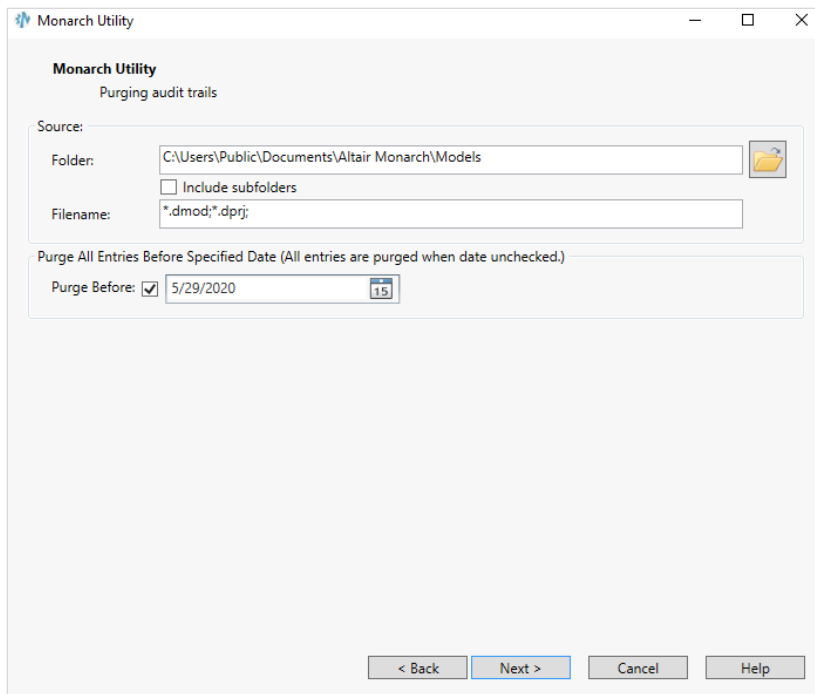 Monarch Utility
Monarch Utility
Purging audit trails
Source:
Folder: C:\Users\Public\Documents\Altair Monarch\Models
Include subfolders
Filename: *.dmod;*.dprj;
Purge All Entries Before Specified Date (All entries are purged when date unchecked.)
Purge Before: 5/29/2020 15
< Back Next > Cancel Help